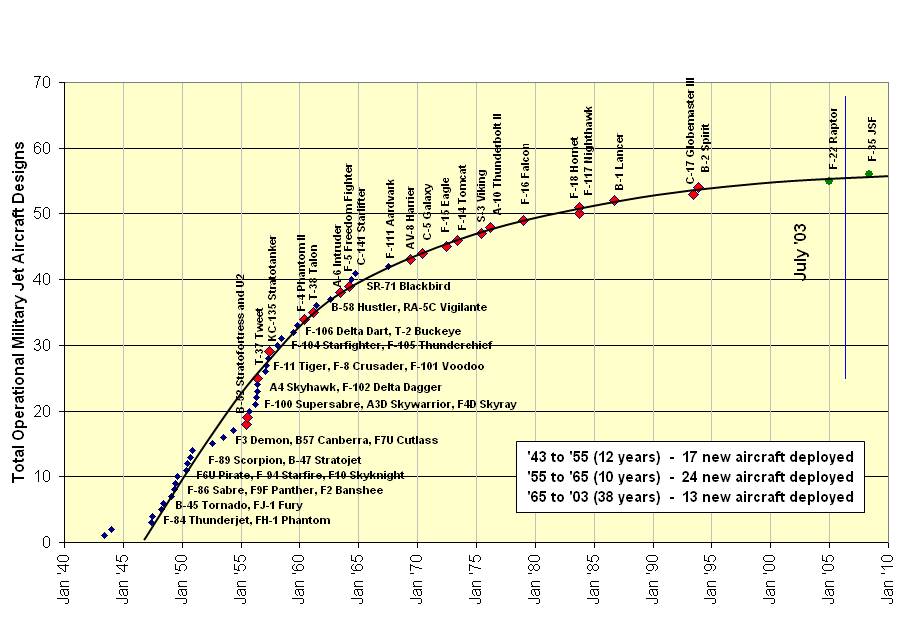 Total Operational Military Jet Aircraft Designs
70
60
50
40
30
20
10
0
Jan '40
Jan '45
Jan '50
Jan '55
Jan '60
Jan '65
Jan '70
Jan '75
Jan '80
Jan '85
Jan '90
Jan '95
Jan '00
Jan '05
Jan '10
B-52 Stratofortress and U2
T-37 Tweet
KC-135 Stratotanker
F-4 Phantom II
T-38 Talon
A-6 Intruder
F-5 Freedom Fighter
C-141 Starlifter
F-111 Aardvark
AV-8 Harrier
C-5 Galaxy
F-15 Eagle
F-14 Tomcat
S-3 Viking
A-10 Thunderbolt II
F-16 Falcon
F-18 Hornet
F-117 Nighthawk
B-1 Lancer
C-17 Globemaster III
B-2 Spirit
F-22 Raptor
F-35 JSF
July '03
SR-71 Blackbird
B-58 Hustler, RA-5C Vigilante
F-106 Delta Dart, T-2 Buckeye
F-104 Starfighter, F-105 Thunderchief
F-11 Tiger, F-8 Crusader, F-101 Voodoo
A4 Skyhawk, F-102 Delta Dagger
F-100 Supersabre, A3D Skywarrior, F4D Skyray
F3 Demon, B57 Canberra, F7U Cutlass
F-89 Scorpion, B-47 Stratojet
F6U Pirate, F-94 Starfire, F10 Skyknight
F-86 Sabre, F9F Panther, F2 Banshee
B-45 Tornado, FJ-1 Fury
F-84 Thunderjet, FH-1 Phantom
'43 to '55 (12 years) - 17 new aircraft deployed
'55 to '65 (10 years) - 24 new aircraft deployed
'65 to '03 (38 years) - 13 new aircraft deployed